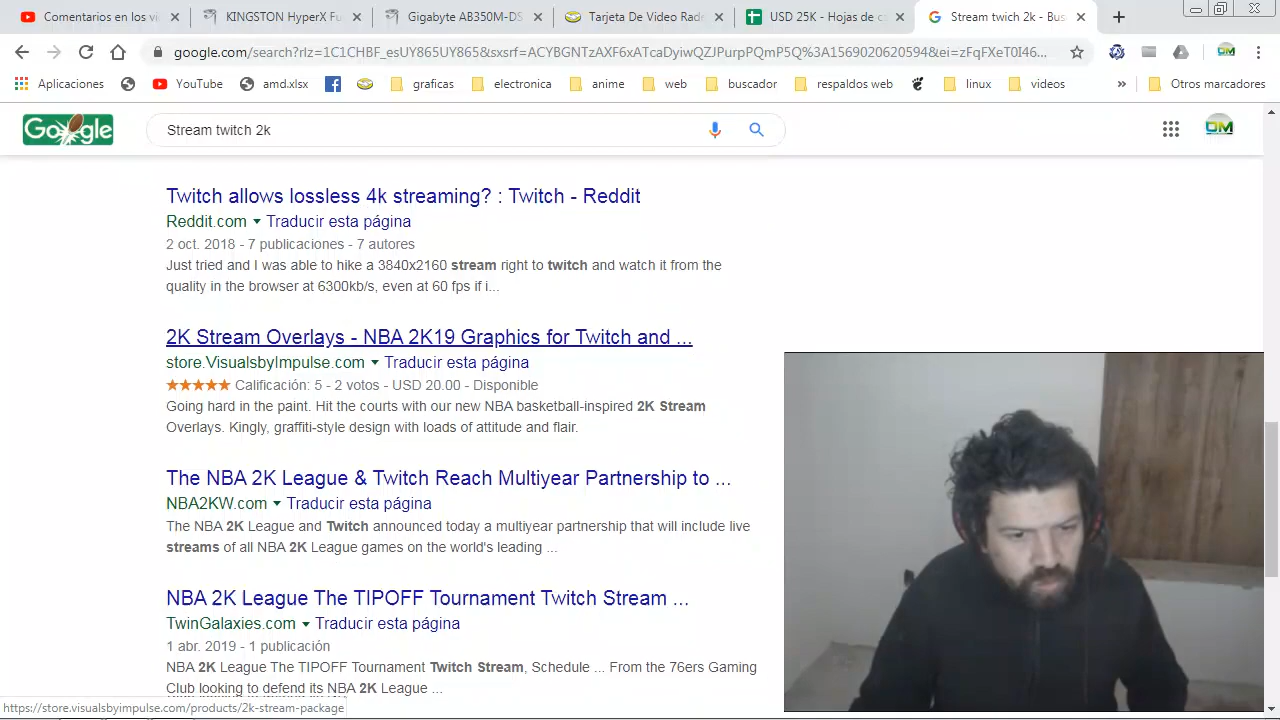 Comentarios en los vi
KINGSTON HyperX Fu
Gigabyte AB350M-DS
Tarjeta De Video Rade
USD 25K - Hojas de cá
Stream twich 2k - Bus
google.com/search?rlz=1C1CHBF_esUY865UY865&sxsrf=ACYBGNTzAXF6xATcaDyiwQZJPurpPQmP5Q%3A1569020620594&ei=zFqFXeT0I46...
Aplicaciones
YouTube
amd.xlsx
graficas
electronica
anime
web
buscador
respaldos web
linux
videos
»
Otros marcadores
Google
Stream twitch 2k
OM
Twitch allows lossless 4k streaming? : Twitch - Reddit
Reddit.com Traducir esta página
2 oct. 2018 - 7 publicaciones - 7 autores
Just tried and I was able to hike a 3840x2160 stream right to twitch and watch it from the
quality in the browser at 6300kb/s, even at 60 fps if i...
2K Stream Overlays - NBA 2K19 Graphics for Twitch and ...
store.VisualsbyImpulse.com Traducir esta página
Calificación: 5 - 2 votos - USD 20.00 - Disponible
Going hard in the paint. Hit the courts with our new NBA basketball-inspired 2K Stream
Overlays. Kingly, graffiti-style design with loads of attitude and flair.
The NBA 2K League & Twitch Reach Multiyear Partnership to ...
NBA2KW.com Traducir esta página
The NBA 2K League and Twitch announced today a multiyear partnership that will include live
streams of all NBA 2K League games on the world's leading ...
NBA 2K League The TIPOFF Tournament Twitch Stream ...
TwinGalaxies.com Traducir esta página
1 abr. 2019 - 1 publicación
NBA 2K League The TIPOFF Tournament Twitch Stream, Schedule ... From the 76ers Gaming
Club looking to defend its NBA 2K League ...
https://store.visualsbyimpulse.com/products/2k-stream-package